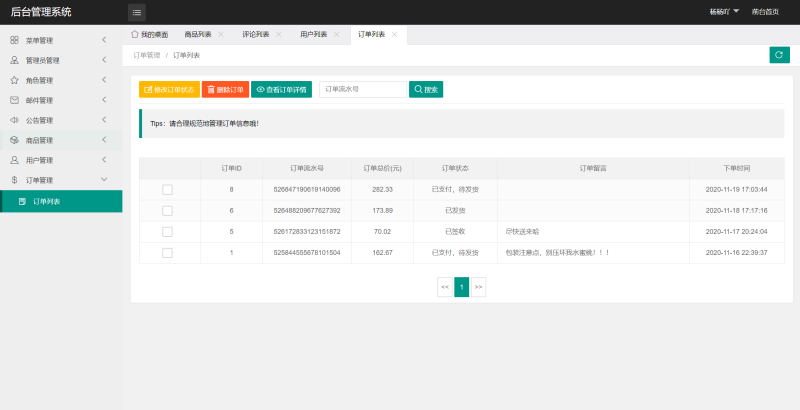 后台管理系统
杨杨吖
前台首页
菜单管理
管理员管理
角色管理
邮件管理
公告管理
商品管理
用户管理
订单管理
订单列表
我的桌面
商品列表
评论列表
用户列表
订单列表
订单管理 / 订单列表
修改订单状态
删除订单
查看订单详情
订单流水号
搜索
Tips：请合理规范地管理订单信息哦！
订单ID 订单流水号 订单总价(元) 订单状态 订单留言 下单时间
8 526847190619140096 282.33 已支付，待发货 2020-11-19 17:03:44
6 526488209677627392 173.89 已发货 2020-11-18 17:17:16
5 526172833123151872 70.02 已签收 尽快送来哈 2020-11-17 20:24:04
1 525844555678101504 162.67 已支付，待发货 包装注意点，别压坏我水蜜桃！！！ 2020-11-16 22:39:37
<< 1 >>